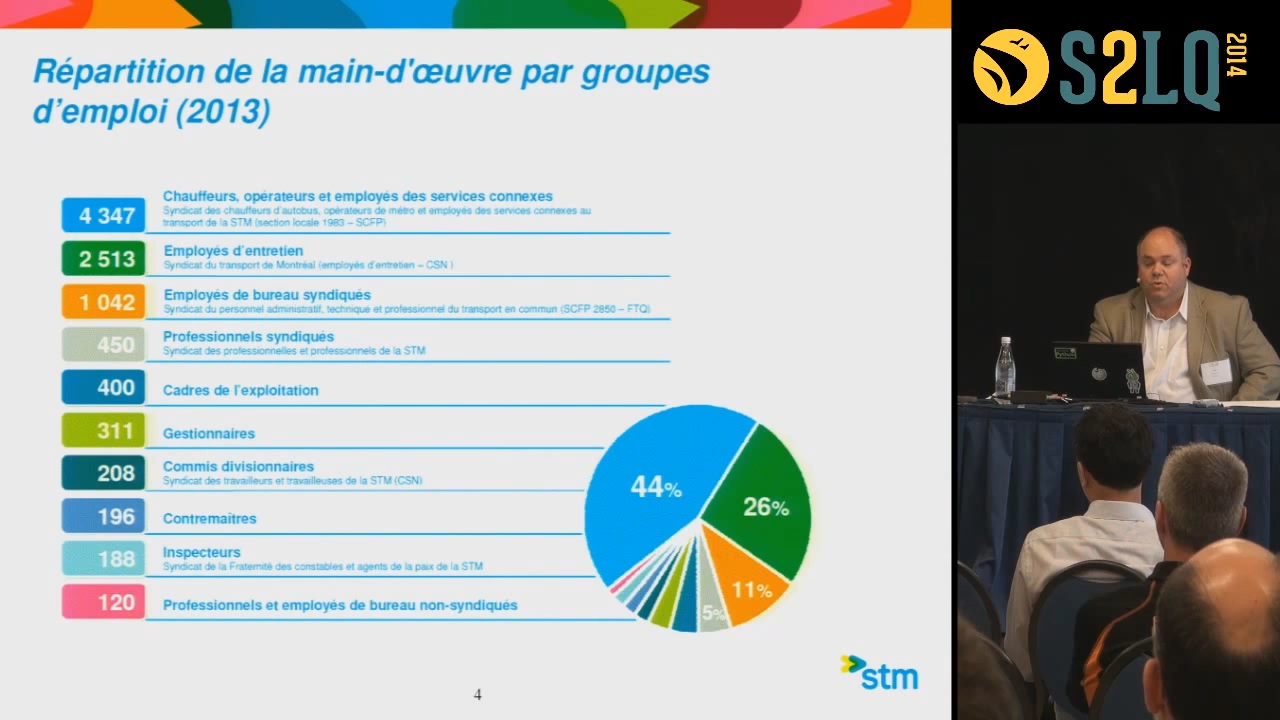 Répartition de la main-d'œuvre par groupes
d’emploi (2013)
4 347
Chauffeurs, opérateurs et employés des services connexes
Syndicat des chauffeurs d’autobus, opérateurs de métro et employés des services connexes au
transport de la STM (section locale 1983 – SCFP)
2 513
Employés d’entretien
Syndicat du transport de Montréal (employés d’entretien – CSN )
1 042
Employés de bureau syndiqués
Syndicat du personnel administratif, technique et professionnel du transport en commun (SCFP 2850 – FTQ)
450
Professionnels syndiqués
Syndicat des professionnelles et professionnels de la STM
400
Cadres de l’exploitation
311
Gestionnaires
208
Commis divisionnaires
Syndicat des travailleurs et travailleuses de la STM (CSN)
196
Contremaîtres
188
Inspecteurs
Syndicat de la Fraternité des constables et agents de la paix de la STM
120
Professionnels et employés de bureau non-syndiqués
44%
26%
11%
5%
stm
4
S2LQ
2014